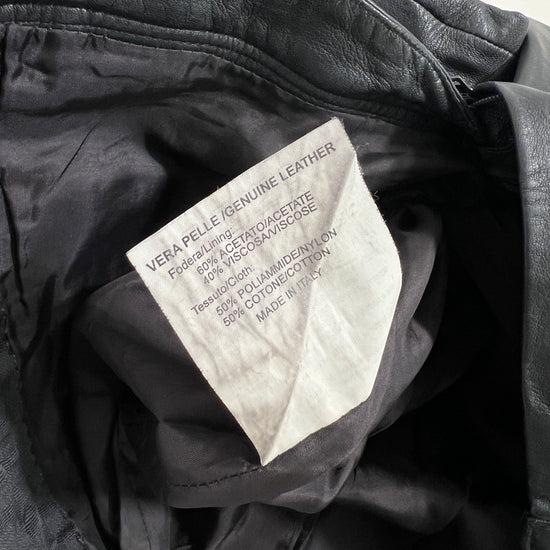 VERA PELLE/GENUINE LEATHER
Fodera/Lining:
60% ACETATO/ACETATE
40% VISCOSA/VISCOSE
Tessuto/Cloth:
50% POLIAMMIDE/NYLON
50% COTONE/COTTON
MADE IN ITALY